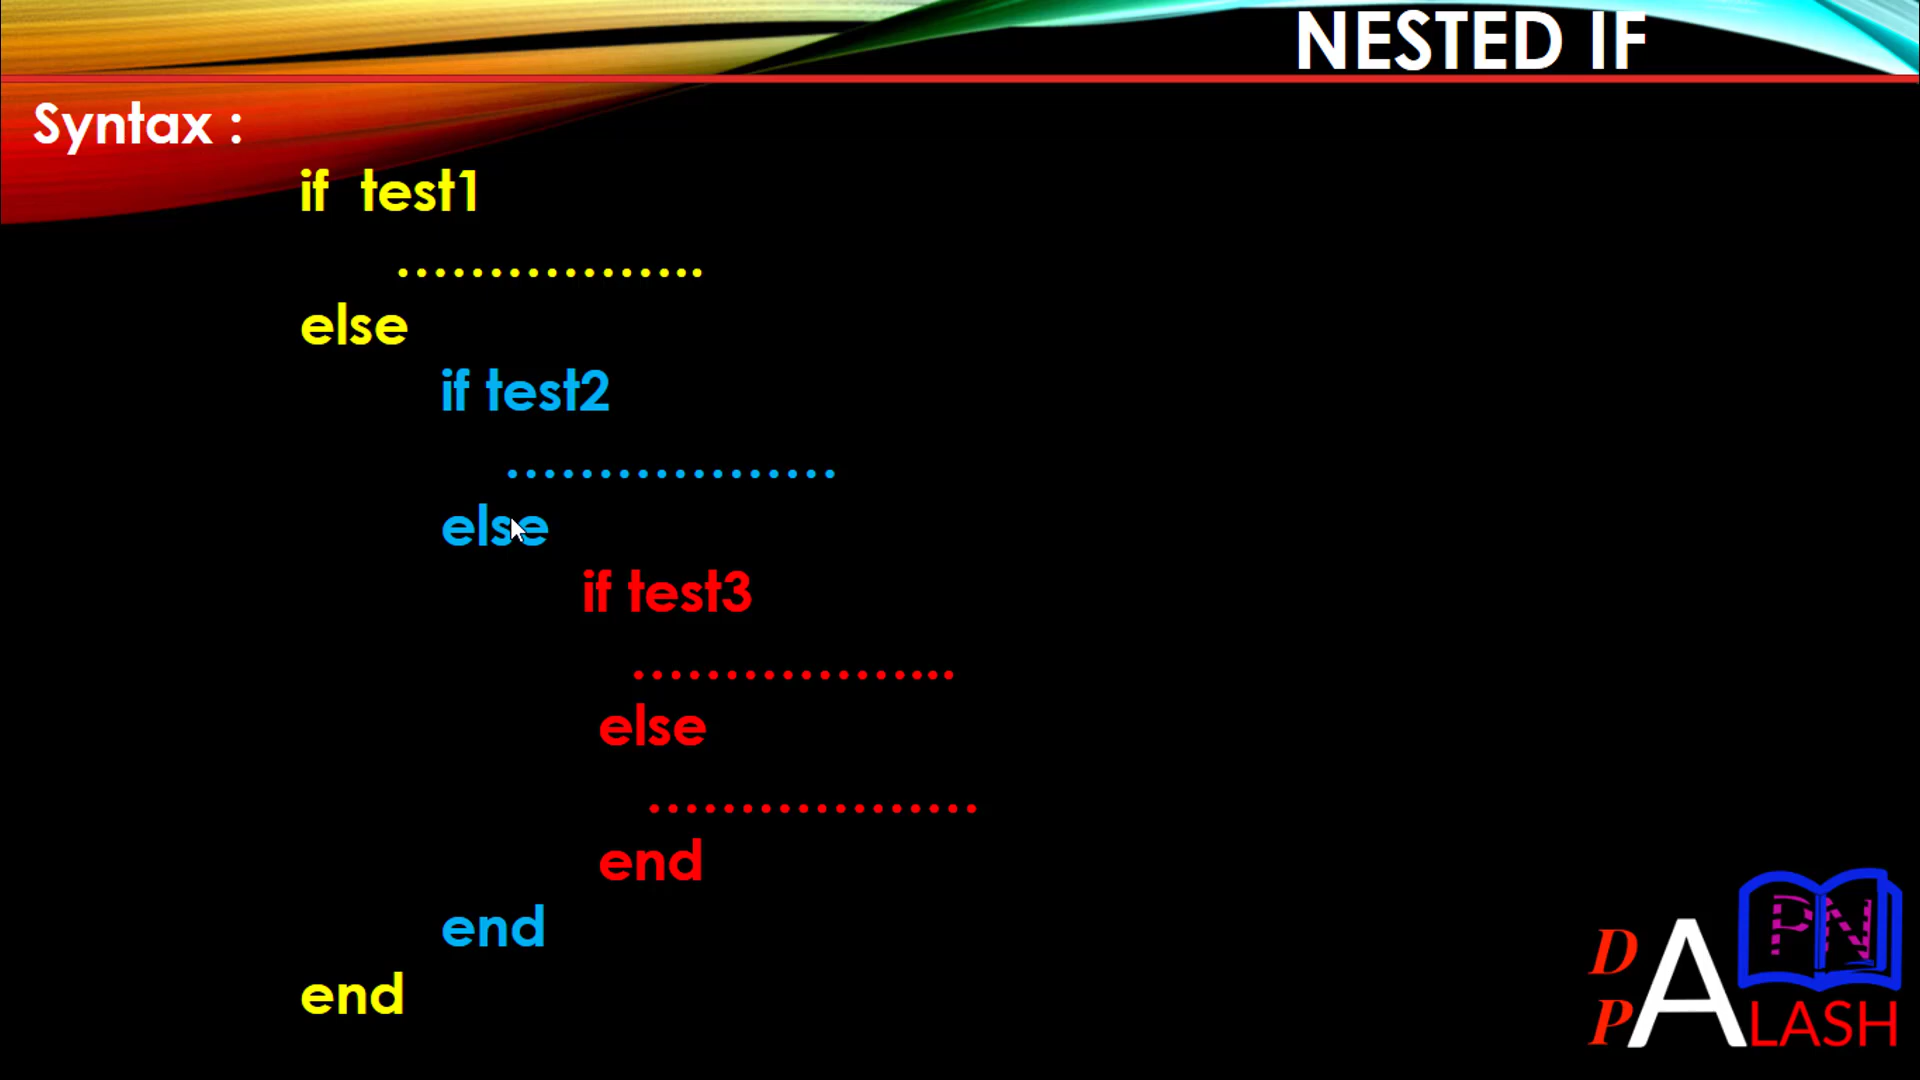 NESTED IF
Syntax :
if test1
..................
else
if test2
..................
else
if test3
..................
else
..................
end
end
end
D
P
A
PN
LASH